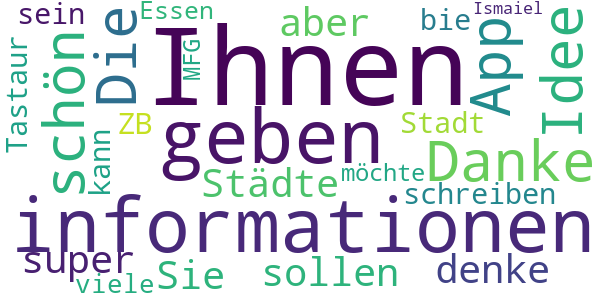 sein
Essen
Ismaiel
Die
Ihnen
aber
bie
App
Idee
Tastaur
schön
MFG
ZB
geben
Stadt
kann
Danke
Städte
möchte
schreiben
informationen
super
viele
Sie
sollen
denke